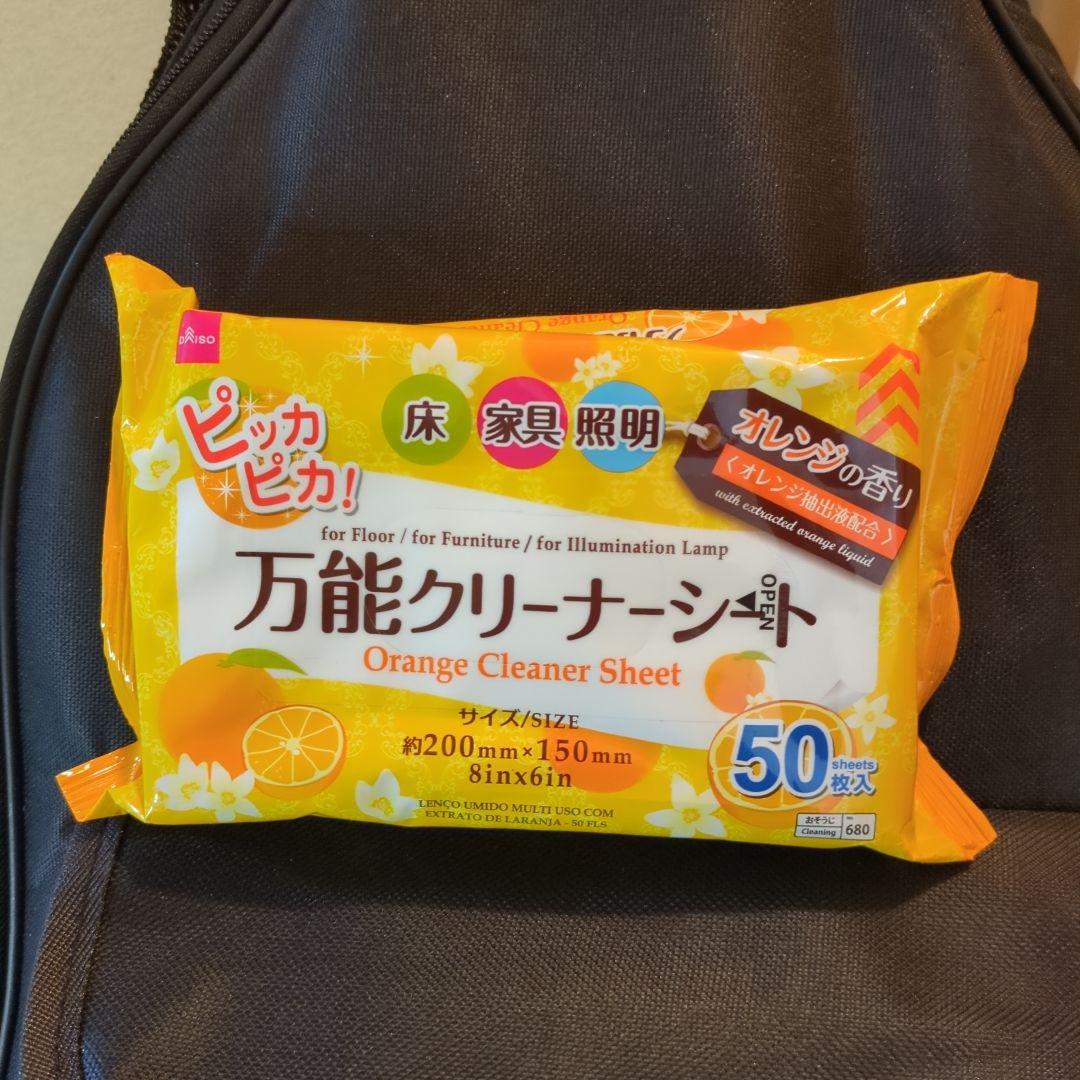 Orange Cleaner
DAISO
ピッカ
ピカ!
床 家具 照明
オレンジの香り
〈オレンジ抽出液配合〉
with extracted orange liquid
for Floor / for Furniture / for Illumination Lamp
万能クリーナーシート
OPEN
Orange Cleaner Sheet
サイズ/SIZE
約200mm×150mm
8inx6in
50 sheets
枚入
LENÇO UMIDO MULTI USO COM
EXTRATO DE LARANJA - 50 FLS
おそうじ
Cleaning
No.
680